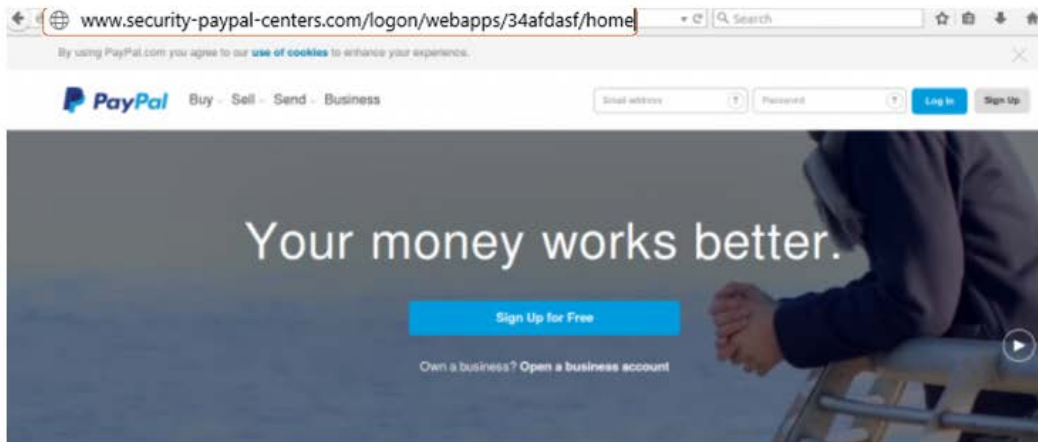 www.security-paypal-centers.com/logon/webapps/34afdasf/home Search
By using PayPal.com you agree to our use of cookies to enhance your experience.
PayPal Buy Sell Send Business Email address ? Password ? Log In Sign Up
Your money works better.
Sign Up for Free
Own a business? Open a business account